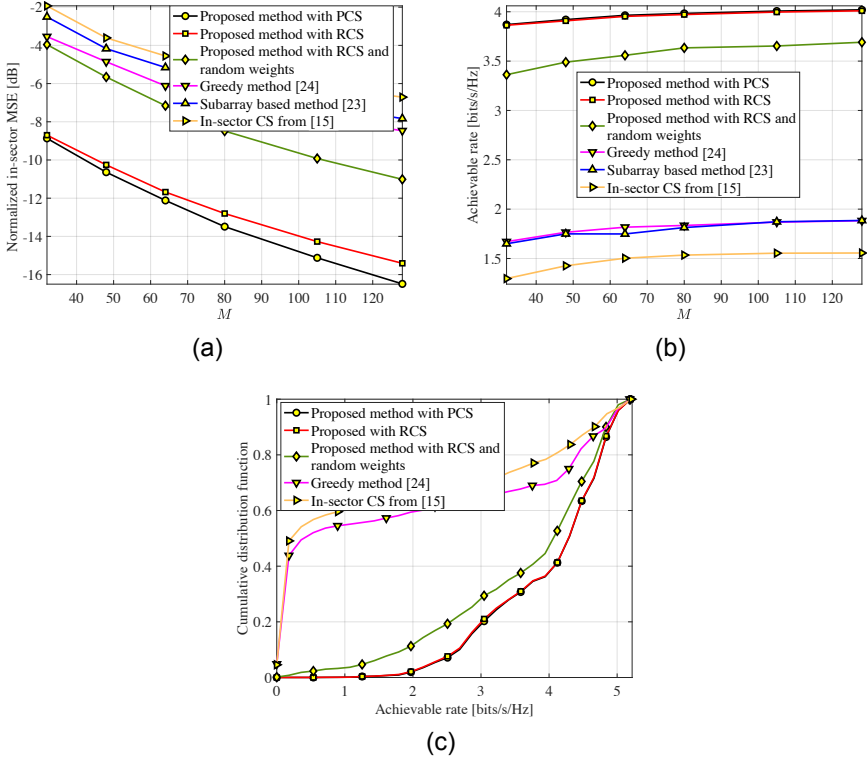 -2
-4
-6
-8
-10
-12
-14
-16
Normalized in-sector MSE [dB]
Proposed method with PCS
Proposed method with RCS
Proposed method with RCS and
random weights
Greedy method [24]
Subarray based method [23]
In-sector CS from [15]
40 50 60 70 80 90 100 110 120
M
(a)
4
3.5
3
2.5
2
1.5
Achievable rate [bits/s/Hz]
Proposed method with PCS
Proposed method with RCS
Proposed method with RCS and
random weights
Greedy method [24]
Subarray based method [23]
In-sector CS from [15]
40 50 60 70 80 90 100 110 120
M
(b)
1
0.8
0.6
0.4
0.2
0
Cumulative distribution function
Proposed method with PCS
Proposed with RCS
Proposed method with RCS and
random weights
Greedy method [24]
In-sector CS from [15]
0 1 2 3 4 5
Achievable rate [bits/s/Hz]
(c)